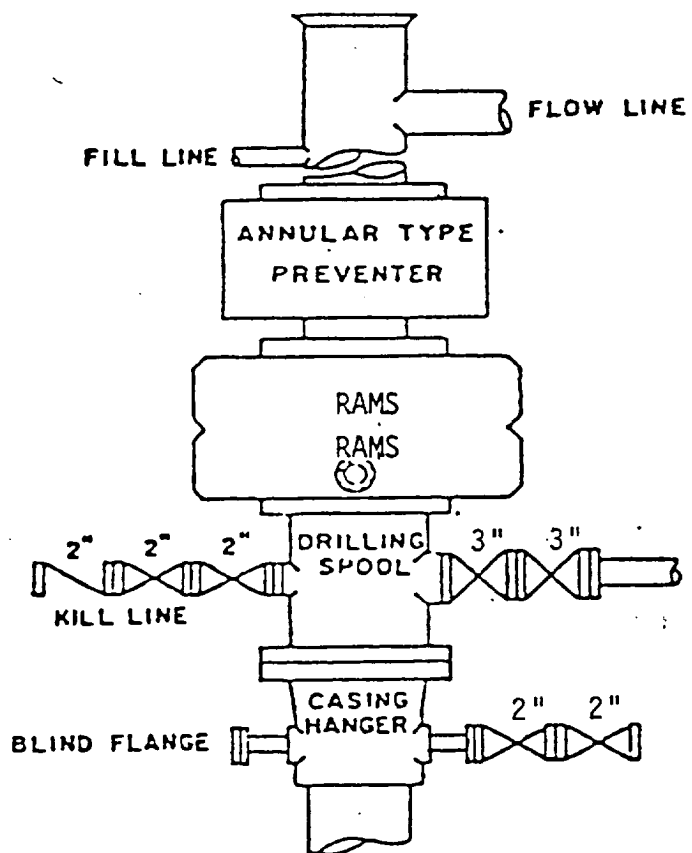 FLOW LINE
FILL LINE
ANNULAR TYPE
PREVENTER
RAMS
RAMS
2" 2" 2"
DRILLING
SPOOL
3" 3"
KILL LINE
CASING
HANGER
2" 2"
BLIND FLANGE